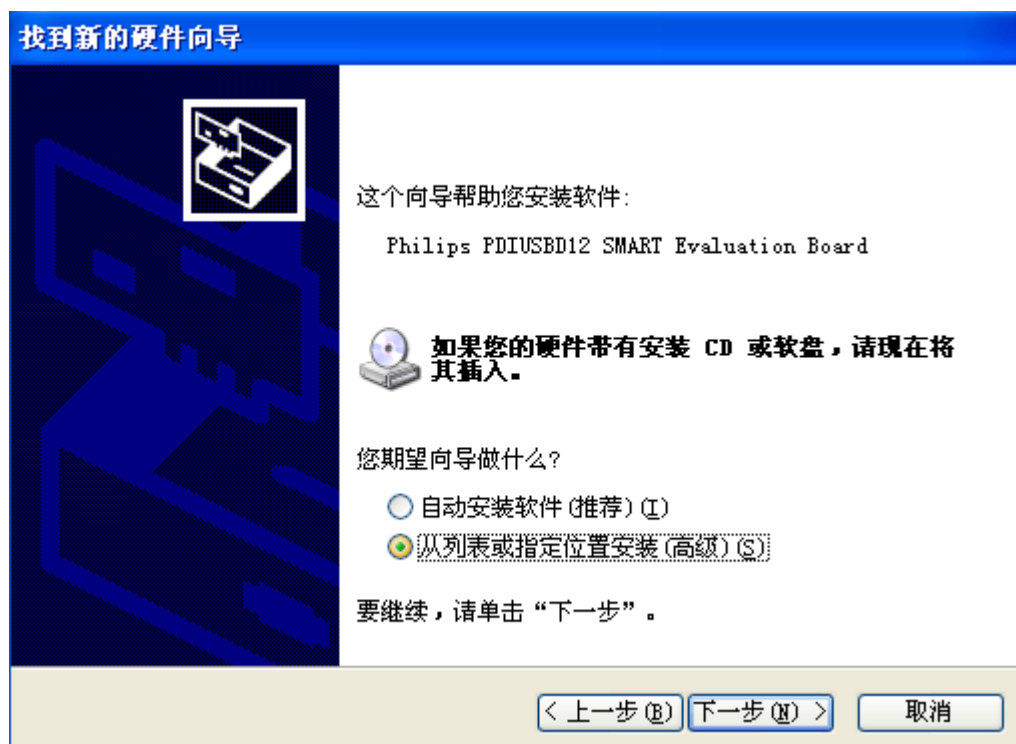 找到新的硬件向导
这个向导帮助您安装软件:
Philips PDIUSBD12 SMART Evaluation Board
如果您的硬件带有安装 CD 或软盘，请现在将
其插入。
您期望向导做什么?
自动安装软件(推荐)(I)
从列表或指定位置安装(高级)(S)
要继续，请单击“下一步”。
< 上一步(B) 下一步(N) > 取消